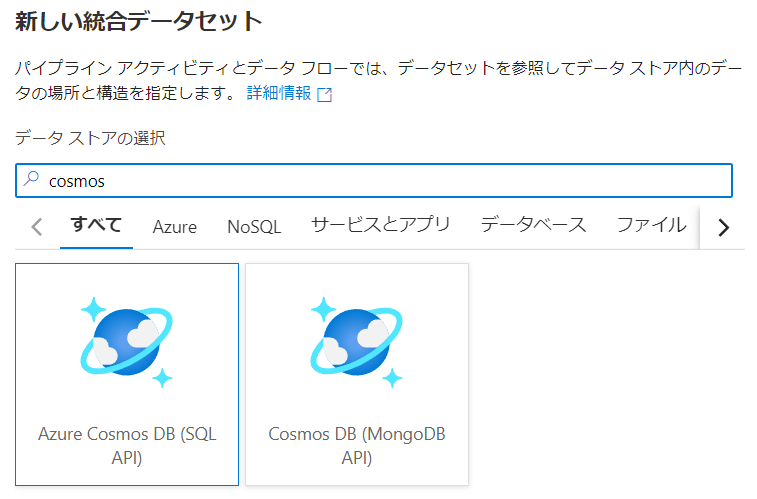 新しい統合データセット
パイプライン アクティビティとデータ フローでは、データセットを参照してデータ ストア内のデー
タの場所と構造を指定します。 詳細情報
データ ストアの選択
cosmos
すべて Azure NoSQL サービスとアプリ データベース ファイル
Azure Cosmos DB (SQL
API)
Cosmos DB (MongoDB
API)